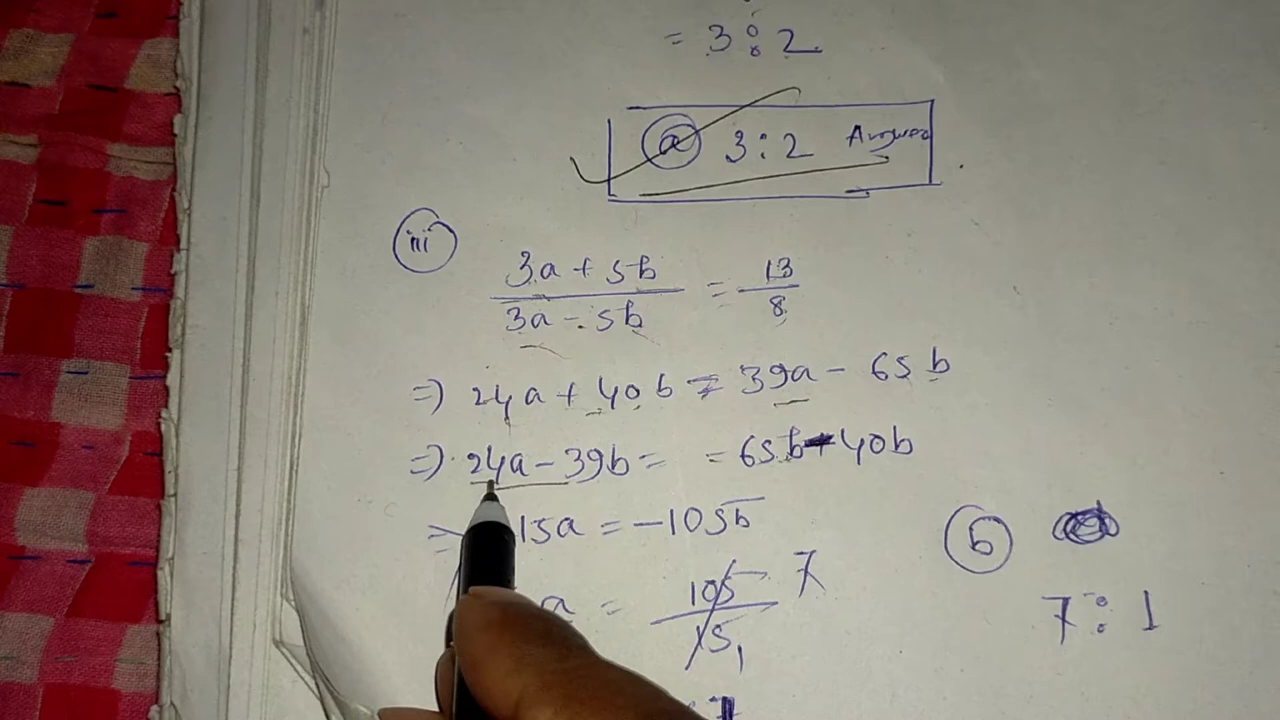 = 3 : 2
(a) 3 : 2 Answer
(iii)
3a + 5b / 3a - 5b = 13 / 8
=> 24a + 40b = 39a - 65b
=> 24a - 39b = = 65b - 40b
=> 15a = -105b
a = 105 / 15 7 1
(b)
7 : 1